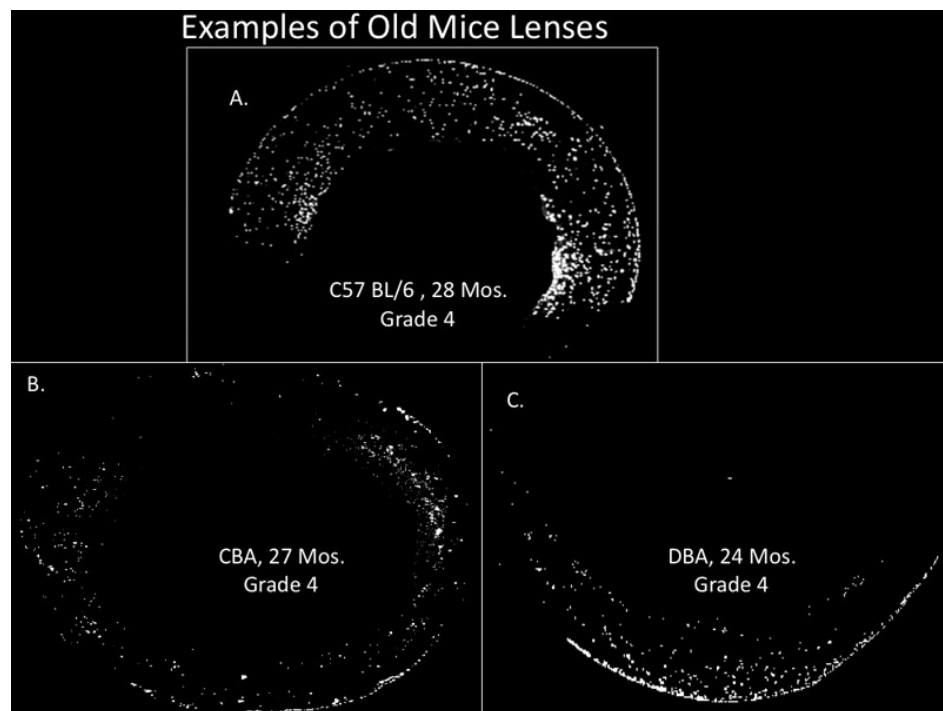 Examples of Old Mice Lenses
A.
C57 BL/6 , 28 Mos.
Grade 4
B.
CBA, 27 Mos.
Grade 4
C.
DBA, 24 Mos.
Grade 4